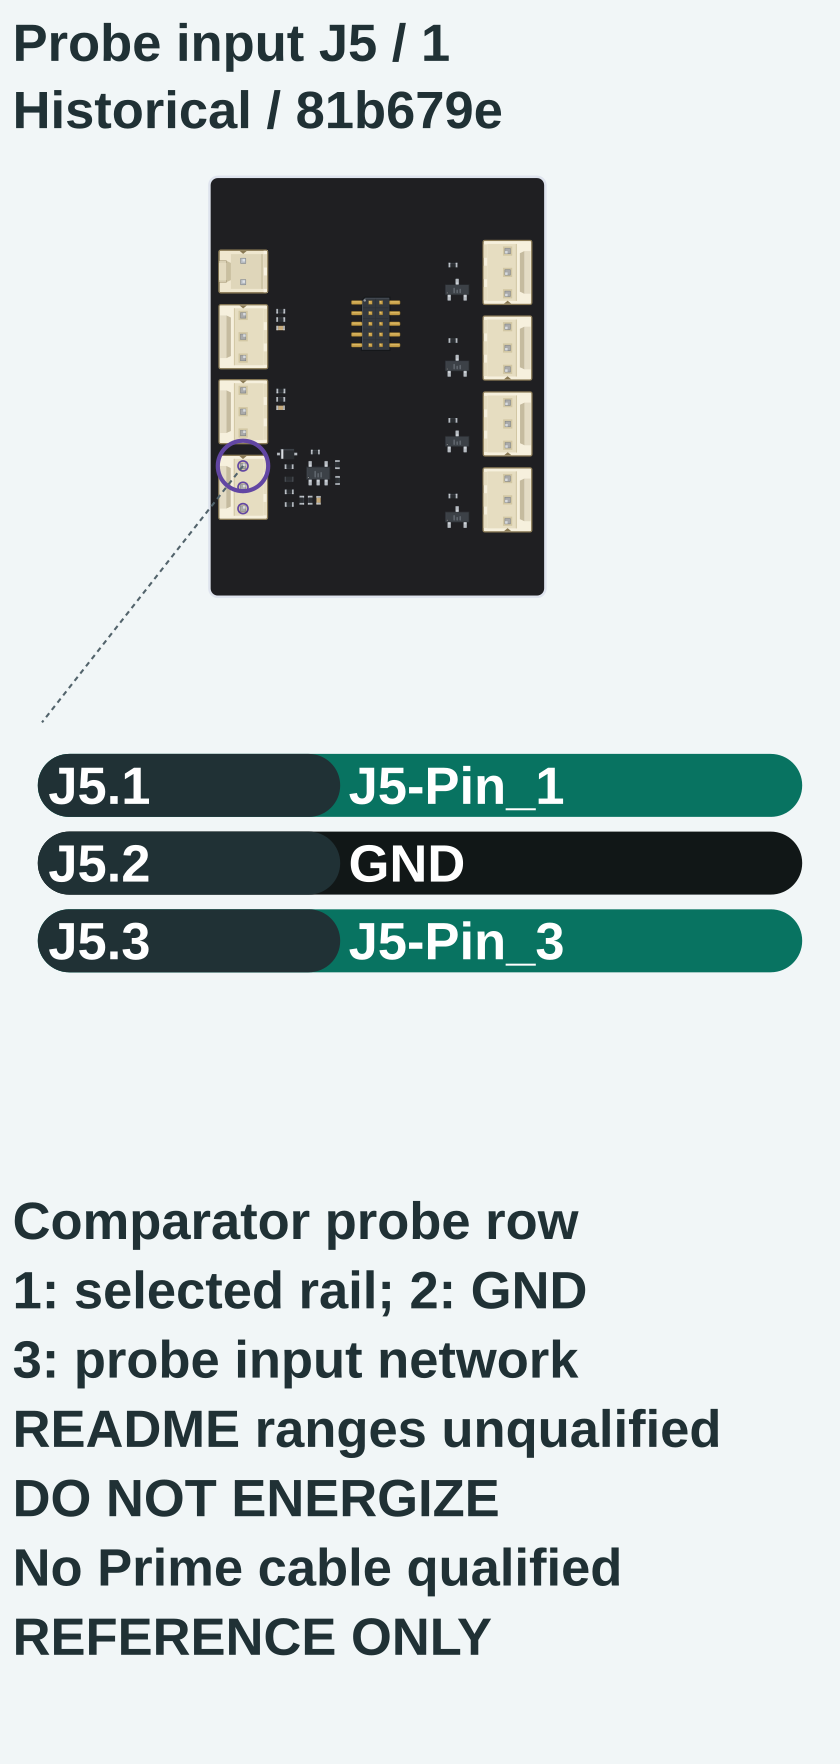 Probe input J5 / 1
Historical / 81b679e
J5.1 J5-Pin_1
J5.2 GND
J5.3 J5-Pin_3
Comparator probe row
1: selected rail; 2: GND
3: probe input network
README ranges unqualified
DO NOT ENERGIZE
No Prime cable qualified
REFERENCE ONLY